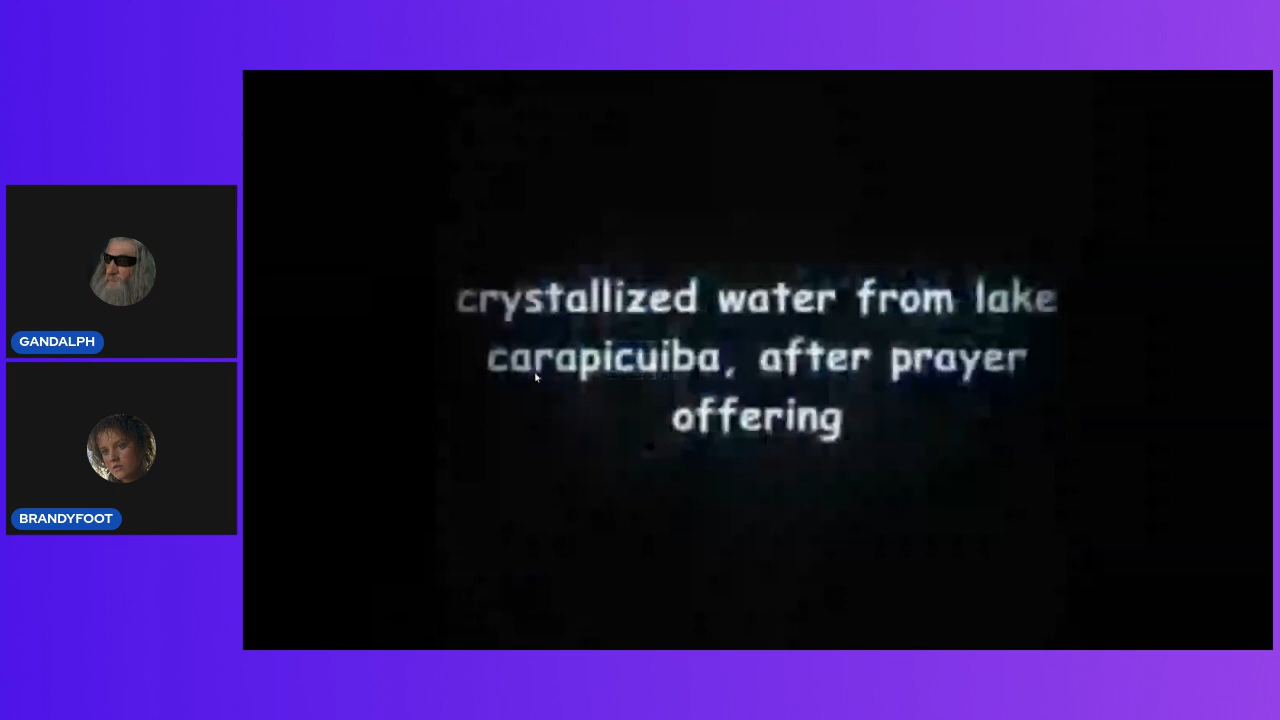 GANDALPH
BRANDYFOOT
crystallized water from lake
carapicuiba, after prayer
offering